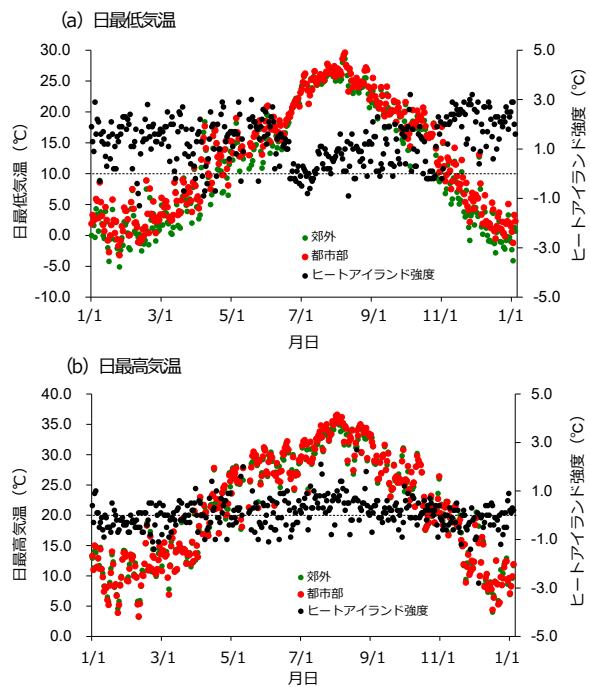 (a) 日最低気温
30.0
25.0
20.0
15.0
10.0
5.0
0.0
-5.0
-10.0
日最低気温 (℃)
5.0
3.0
1.0
-1.0
-3.0
-5.0
ヒートアイランド強度 (℃)
郊外
都市部
ヒートアイランド強度
1/1 3/1 5/1 7/1 9/1 11/1 1/1
月日
(b) 日最高気温
40.0
35.0
30.0
25.0
20.0
15.0
10.0
5.0
0.0
日最高気温 (℃)
5.0
3.0
1.0
-1.0
-3.0
-5.0
ヒートアイランド強度 (℃)
郊外
都市部
ヒートアイランド強度
1/1 3/1 5/1 7/1 9/1 11/1 1/1
月日